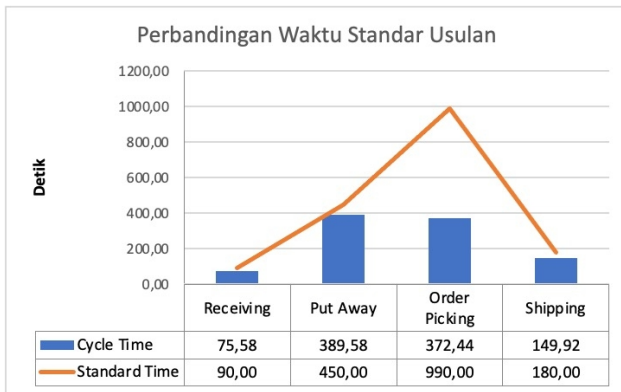 Perbandingan Waktu Standar Usulan
1200,00
1000,00
800,00
600,00
400,00
200,00
0,00
Detik
Receiving Put Away Order Picking Shipping
Cycle Time 75,58 389,58 372,44 149,92
Standard Time 90,00 450,00 990,00 180,00